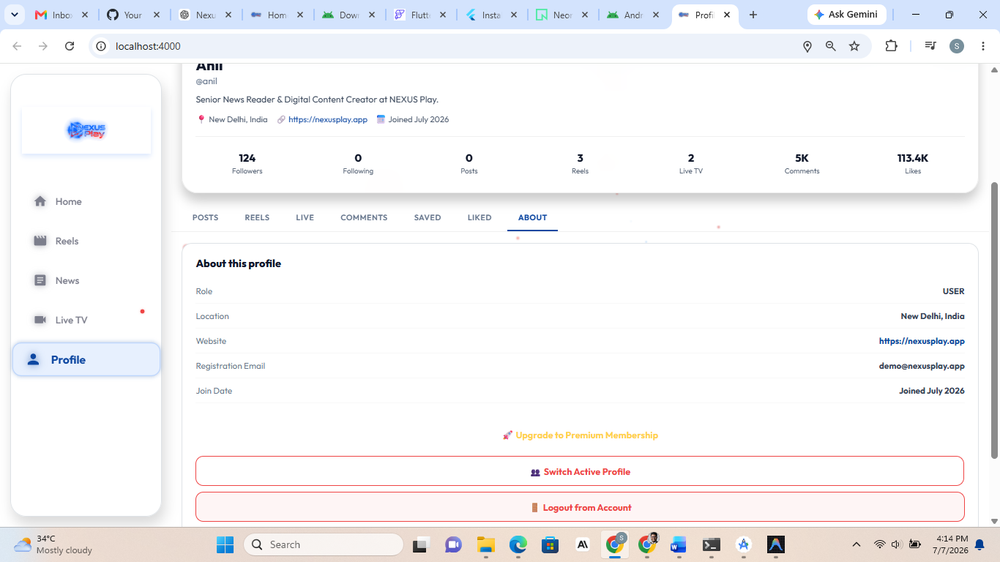 Inbo
Your
Nexu
Hom
Dow
Flutt
Insta
Neor
Andr
Profi
Ask Gemini
localhost:4000
S
NEXUS
Play
Home
Reels
News
Live TV
Profile
Anil
@anil
Senior News Reader & Digital Content Creator at NEXUS Play.
New Delhi, India https://nexusplay.app Joined July 2026
124 0 0 3 2 5K 113.4K
Followers Following Posts Reels Live TV Comments Likes
POSTS REELS LIVE COMMENTS SAVED LIKED ABOUT
About this profile
Role USER
Location New Delhi, India
Website https://nexusplay.app
Registration Email demo@nexusplay.app
Join Date Joined July 2026
🚀 Upgrade to Premium Membership
👥 Switch Active Profile
🚪 Logout from Account
34°C
Mostly cloudy
Search
4:14 PM
7/7/2026